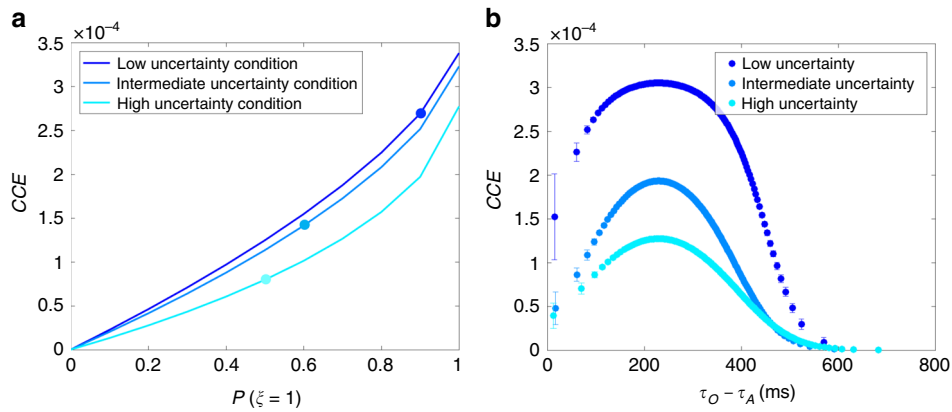 a
×10⁻⁴
3.5
3
2.5
2
1.5
1
0.5
0
CCE
Low uncertainty condition
Intermediate uncertainty condition
High uncertainty condition
0 0.2 0.4 0.6 0.8 1
P (ξ = 1)
b
×10⁻⁴
3.5
3
2.5
2
1.5
1
0.5
0
CCE
Low uncertainty
Intermediate uncertainty
High uncertainty
0 200 400 600 800
τ_O − τ_A (ms)